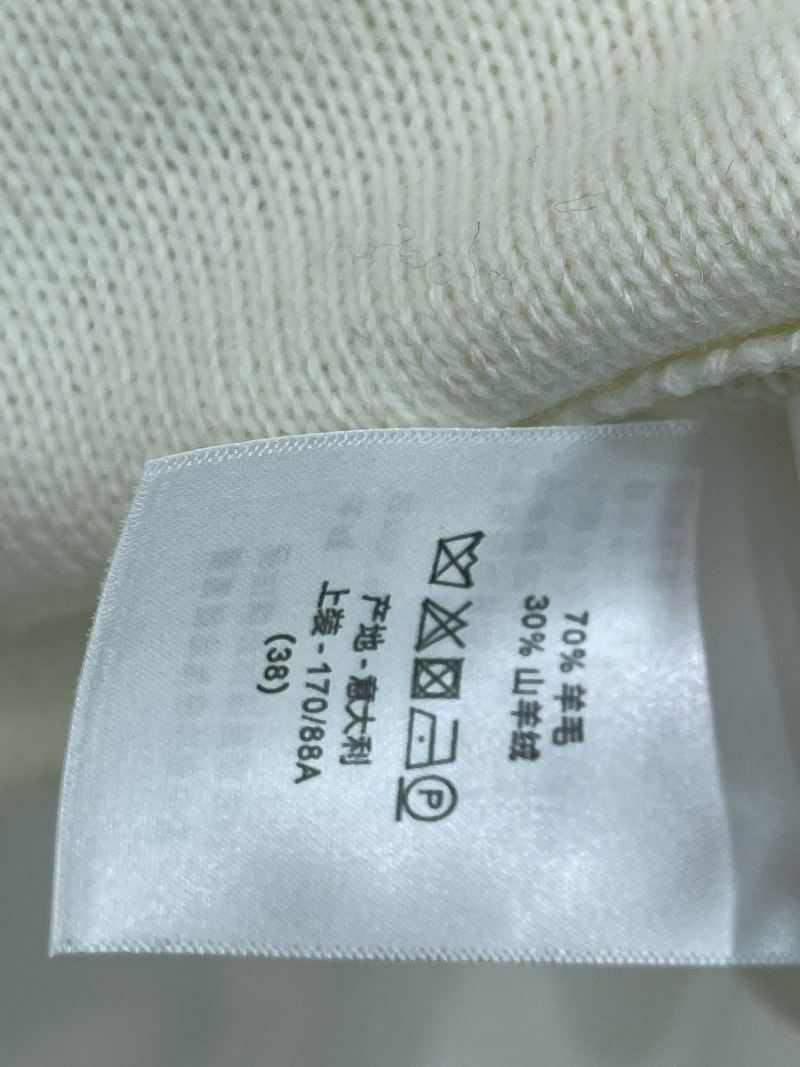 70% 羊毛
30% 山羊绒
P
产地 - 意大利
上装 - 170/88A
(38)